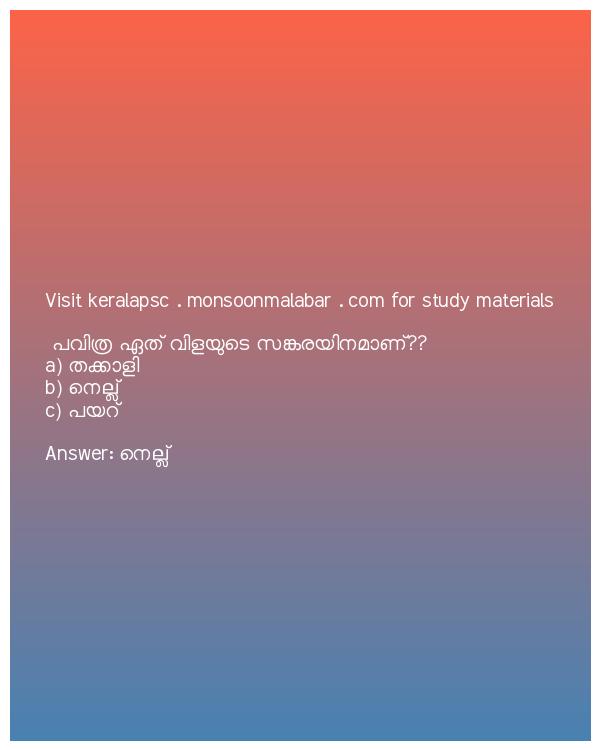 Visit keralapsc . monsoonmalabar . com for study materials
പവിത്ര ഏത് വിളയുടെ സങ്കരയിനമാണ്??
a) തക്കാളി
b) നെല്ല്
c) പയറ്
Answer: നെല്ല്